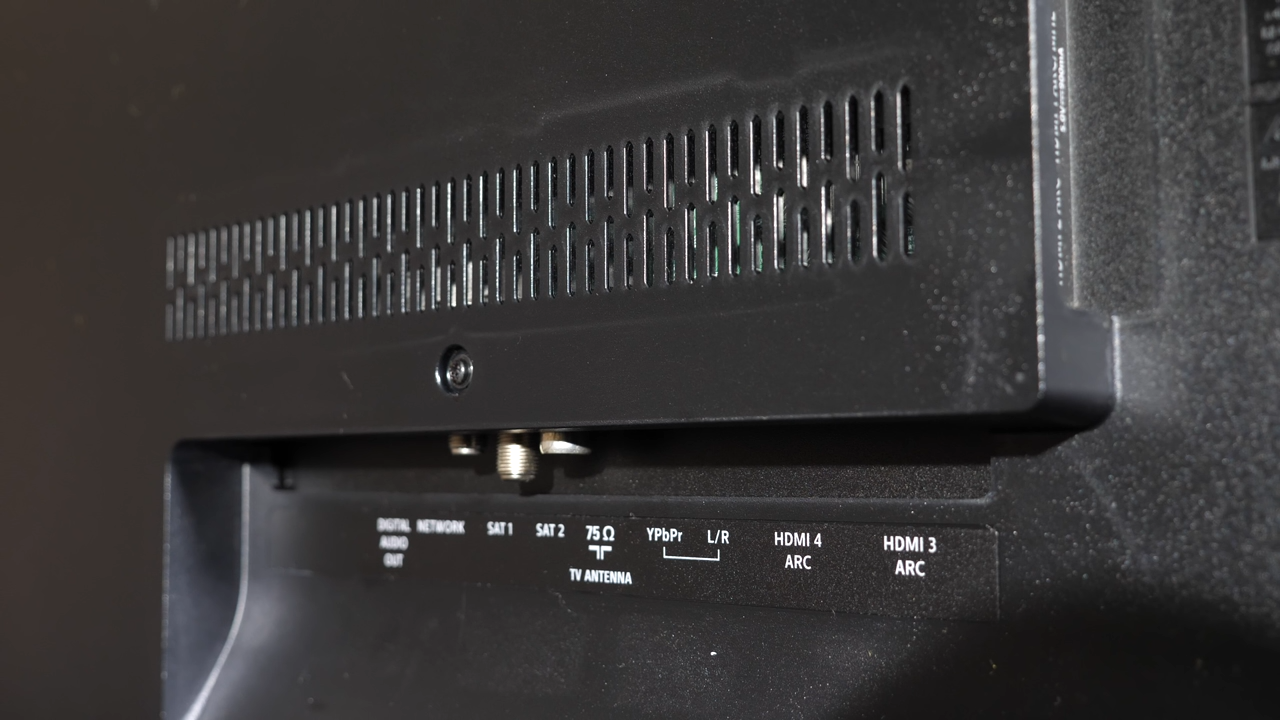 DIGITAL
AUDIO
OUT
NETWORK
SAT 1
SAT 2
75 Ω
TV ANTENNA
YPbPr
L/R
HDMI 4
ARC
HDMI 3
ARC